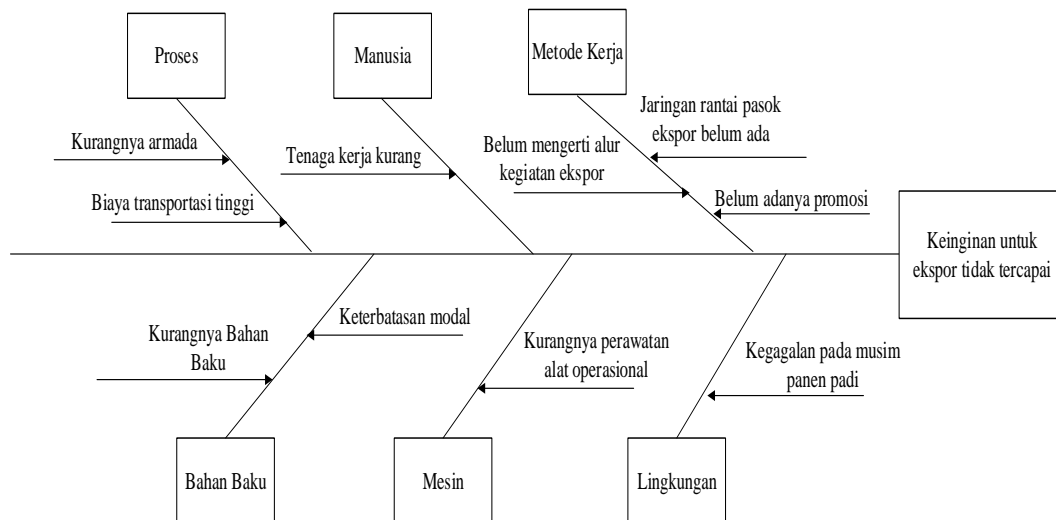 Proses
Manusia
Metode Kerja
Jaringan rantai pasok
ekspor belum ada
Kurangnya armada
Tenaga kerja kurang
Belum mengerti alur
kegiatan ekspor
Biaya transportasi tinggi
Belum adanya promosi
Keinginan untuk
ekspor tidak tercapai
Kurangnya Bahan
Baku
Keterbatasan modal
Kurangnya perawatan
alat operasional
Kegagalan pada musim
panen padi
Bahan Baku
Mesin
Lingkungan